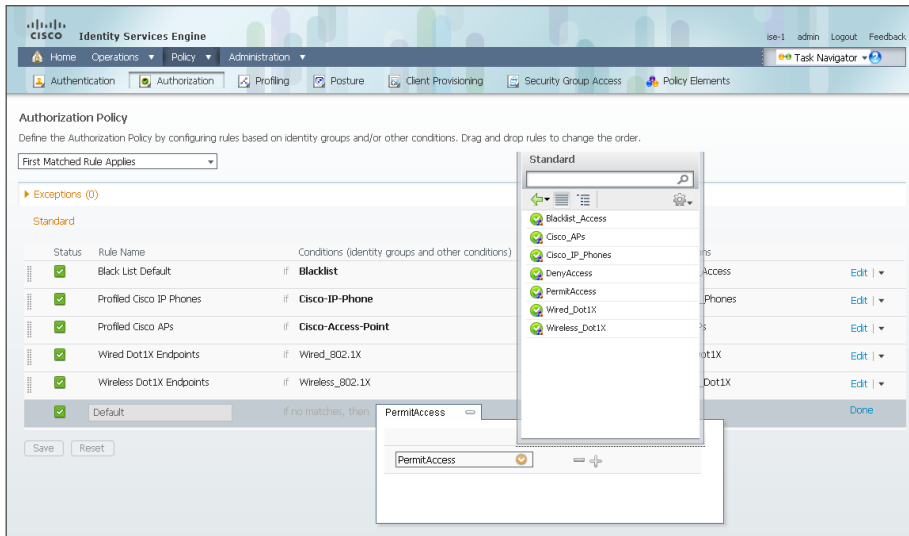 cisco Identity Services Engine
ise-1 admin Logout Feedback
Home Operations Policy Administration
Task Navigator
Authentication Authorization Profiling Posture Client Provisioning Security Group Access Policy Elements
Authorization Policy
Define the Authorization Policy by configuring rules based on identity groups and/or other conditions. Drag and drop rules to change the order.
First Matched Rule Applies
Exceptions (0)
Standard
Status Rule Name Conditions (identity groups and other conditions) ns
Black List Default if Blacklist Access Edit |
Profiled Cisco IP Phones if Cisco-IP-Phone Phones Edit |
Profiled Cisco APs if Cisco-Access-Point Edit |
Wired Dot1X Endpoints if Wired_802.1X ot1X Edit |
Wireless Dot1X Endpoints if Wireless_802.1X Dot1X Edit |
Default if no matches, then Done
Save Reset
Standard
Blacklist_Access
Cisco_APs
Cisco_IP_Phones
DenyAccess
PermitAccess
Wired_Dot1X
Wireless_Dot1X
PermitAccess
PermitAccess